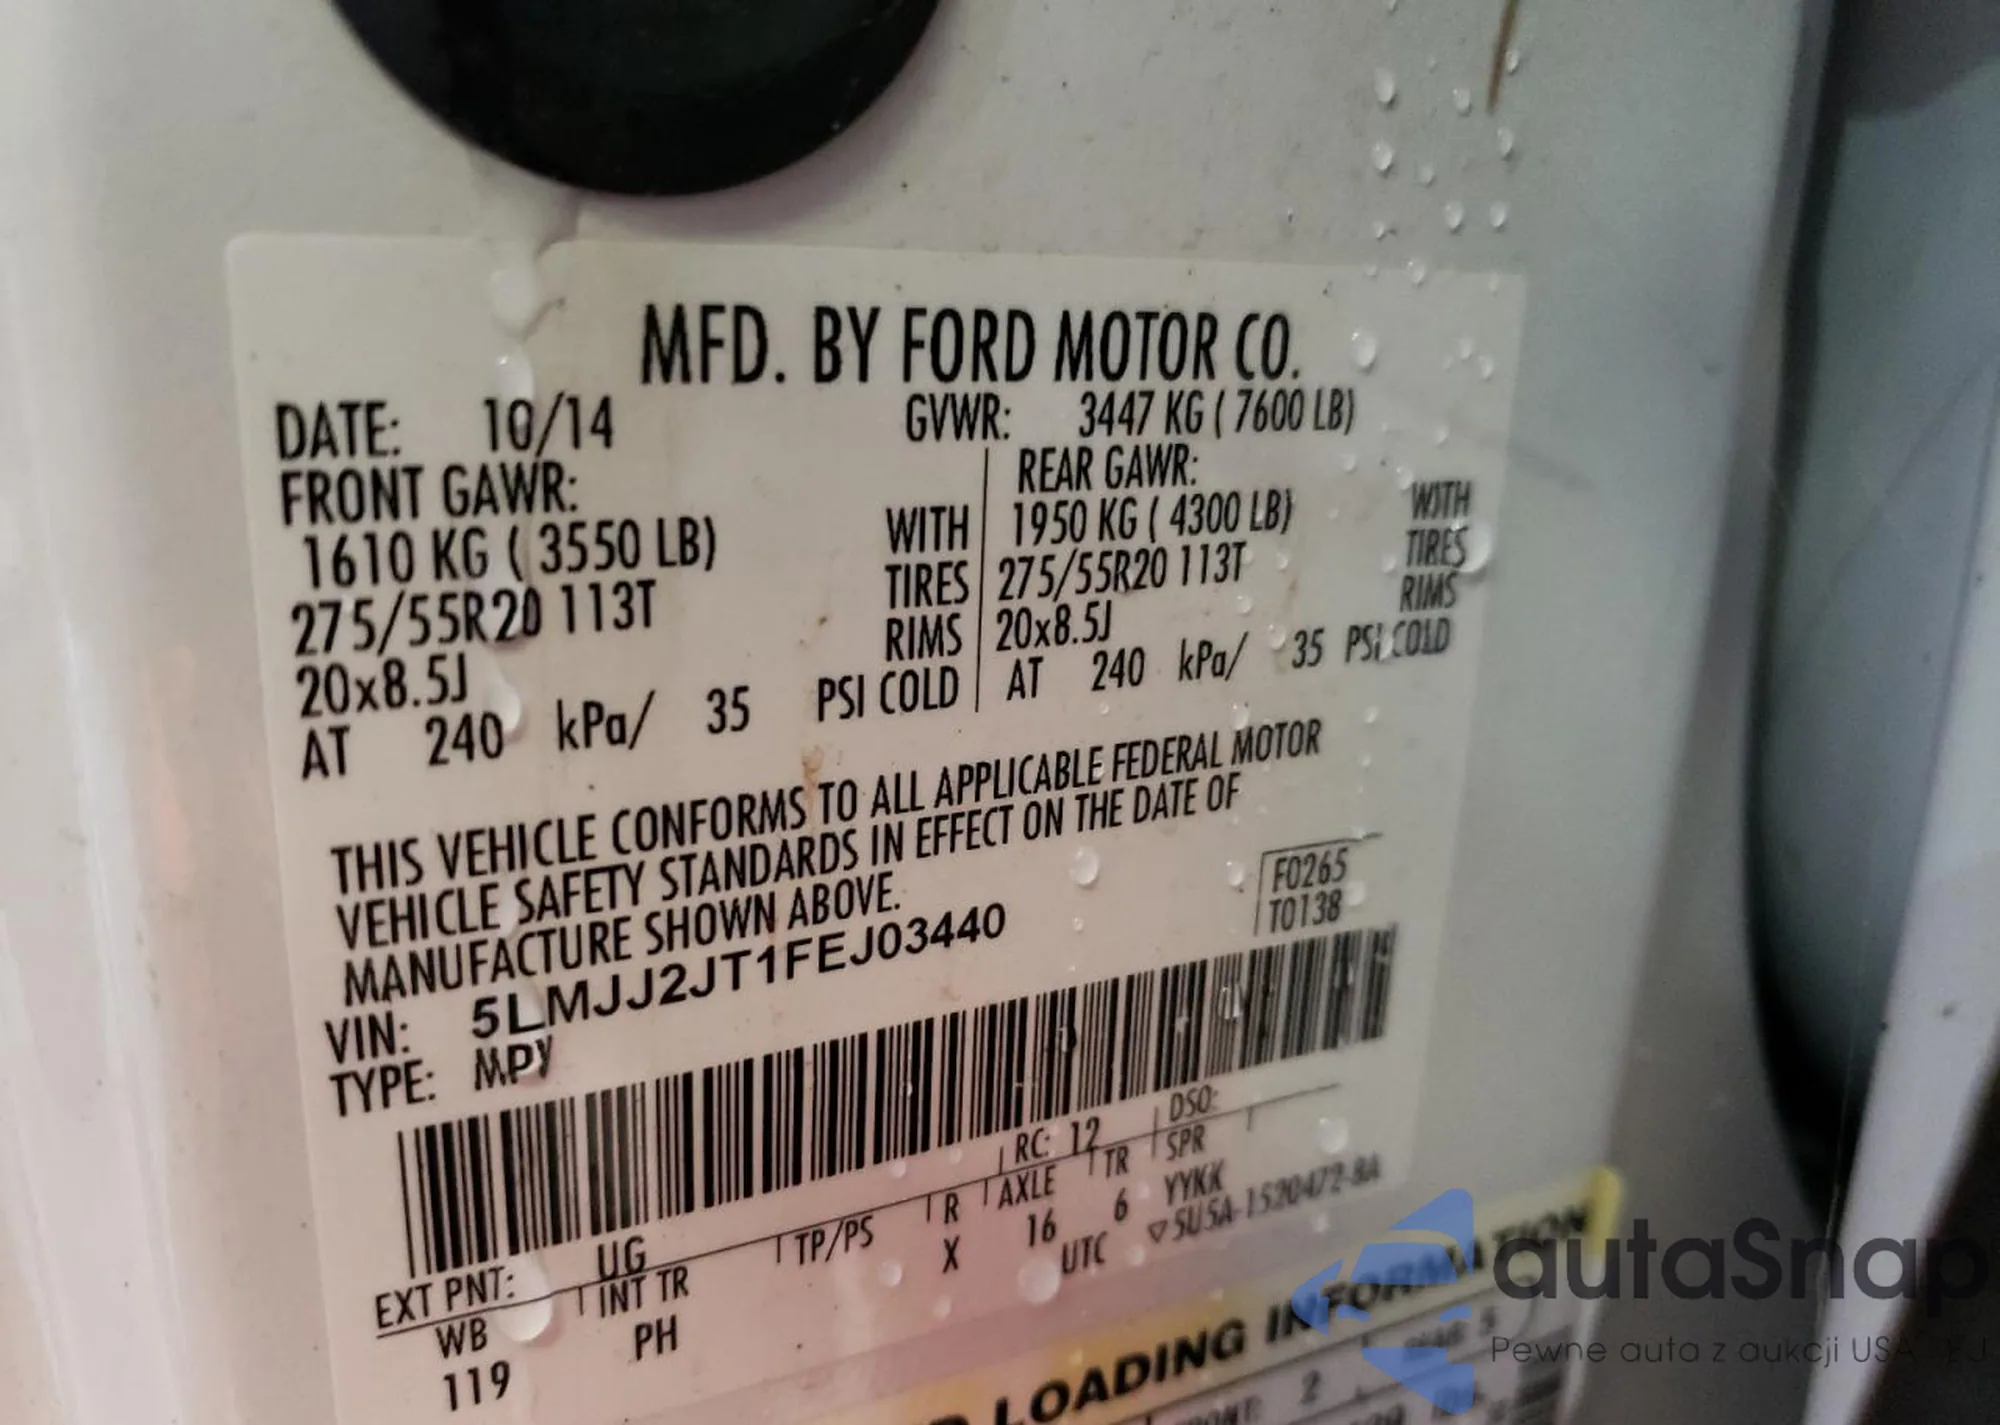 MFD. BY FORD MOTOR CO.
DATE: 10/14 GVWR: 3447 KG ( 7600 LB)
FRONT GAWR: REAR GAWR:
1610 KG ( 3550 LB) WITH 1950 KG ( 4300 LB) WITH
275/55R20 113T TIRES 275/55R20 113T TIRES
20x8.5J RIMS 20x8.5J RIMS
AT 240 kPa/ 35 PSI COLD AT 240 kPa/ 35 PSI COLD
THIS VEHICLE CONFORMS TO ALL APPLICABLE FEDERAL MOTOR
VEHICLE SAFETY STANDARDS IN EFFECT ON THE DATE OF
MANUFACTURE SHOWN ABOVE.
F0265
T0138
VIN: 5LMJJ2JT1FEJ03440
TYPE: MPV
EXT PNT: UG RC: 12 DSO:
WB INT TR TP/PS R AXLE TR SPR
119 PH X 16 6 YYKK
UTC ▽5U5A-1520472-BA
LOADING INFORMATION
2
autaSnap
Pewne auta z aukcji USA